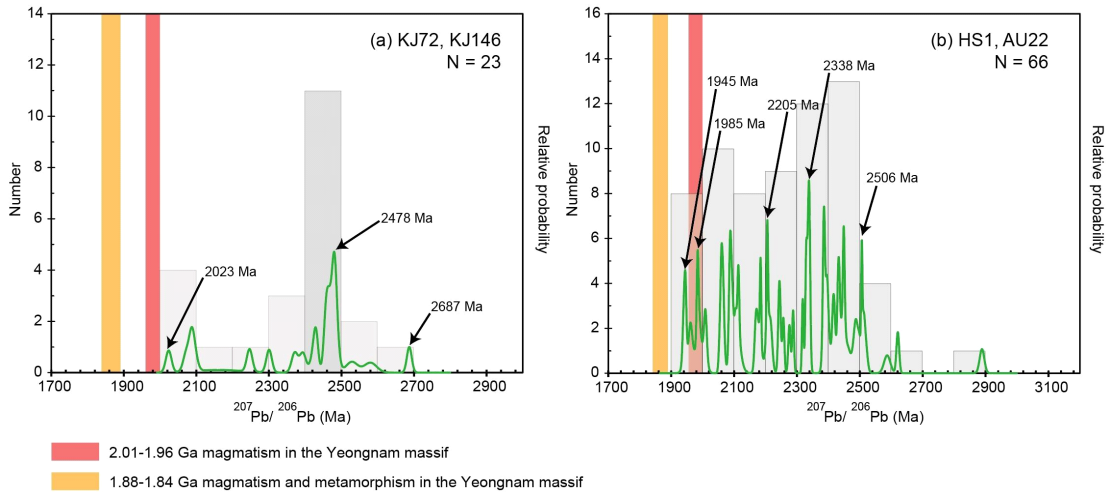 (a) KJ72, KJ146
N = 23
14
12
10
8
6
4
2
0
Number
Relative probability
2023 Ma
2478 Ma
2687 Ma
1700 1900 2100 2300 2500 2700 2900
207Pb/ 206Pb (Ma)
(b) HS1, AU22
N = 66
16
14
12
10
8
6
4
2
0
Number
Relative probability
1945 Ma
1985 Ma
2205 Ma
2338 Ma
2506 Ma
1700 1900 2100 2300 2500 2700 2900 3100
207Pb/ 206Pb (Ma)
2.01-1.96 Ga magmatism in the Yeongnam massif
1.88-1.84 Ga magmatism and metamorphism in the Yeongnam massif